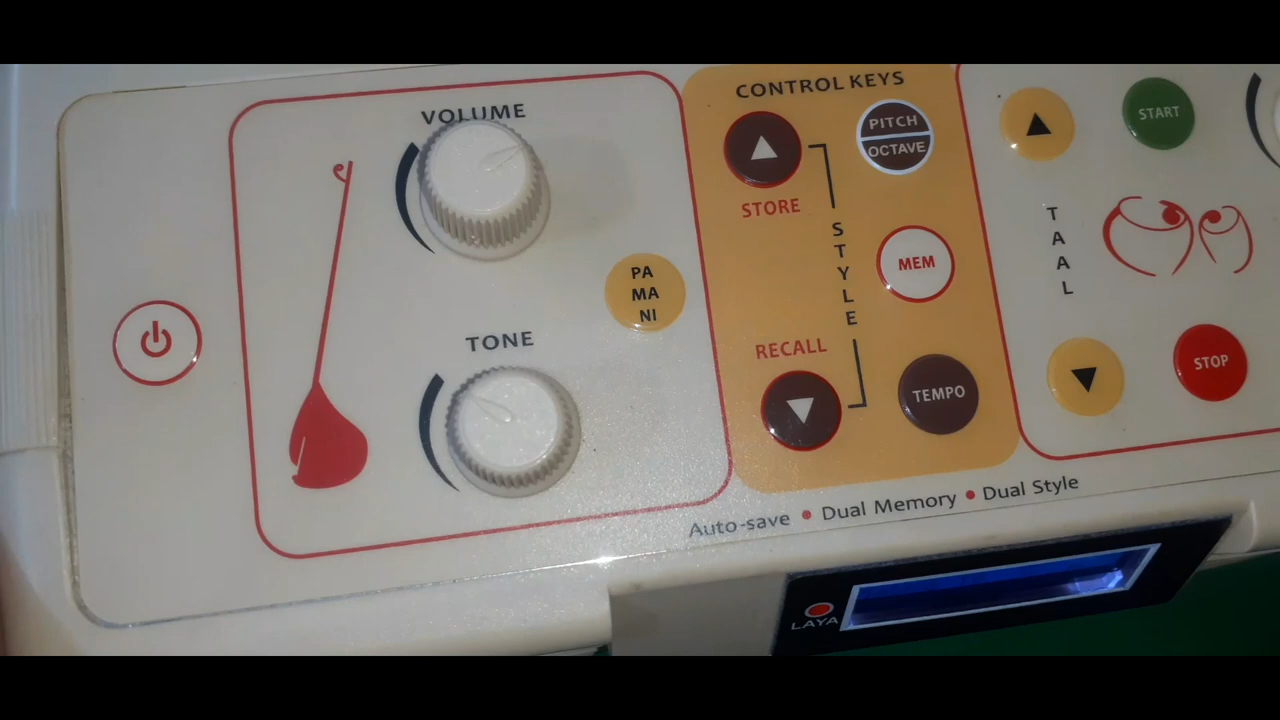 VOLUME
TONE
PA
MA
NI
CONTROL KEYS
STORE
PITCH
OCTAVE
STYLE
MEM
RECALL
TEMPO
START
TAAL
STOP
Auto-save • Dual Memory • Dual Style
LAYA